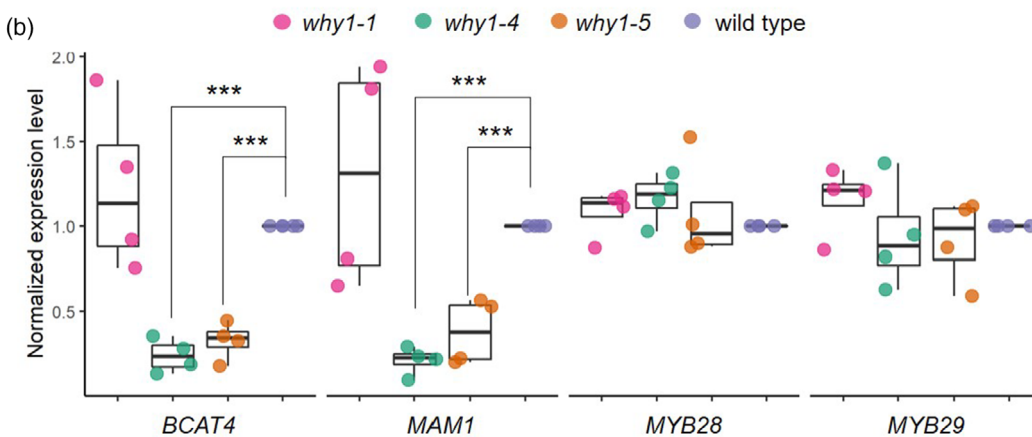 (b)
why1-1 why1-4 why1-5 wild type
Normalized expression level
2.0
1.5
1.0
0.5
***
***
***
***
BCAT4 MAM1 MYB28 MYB29